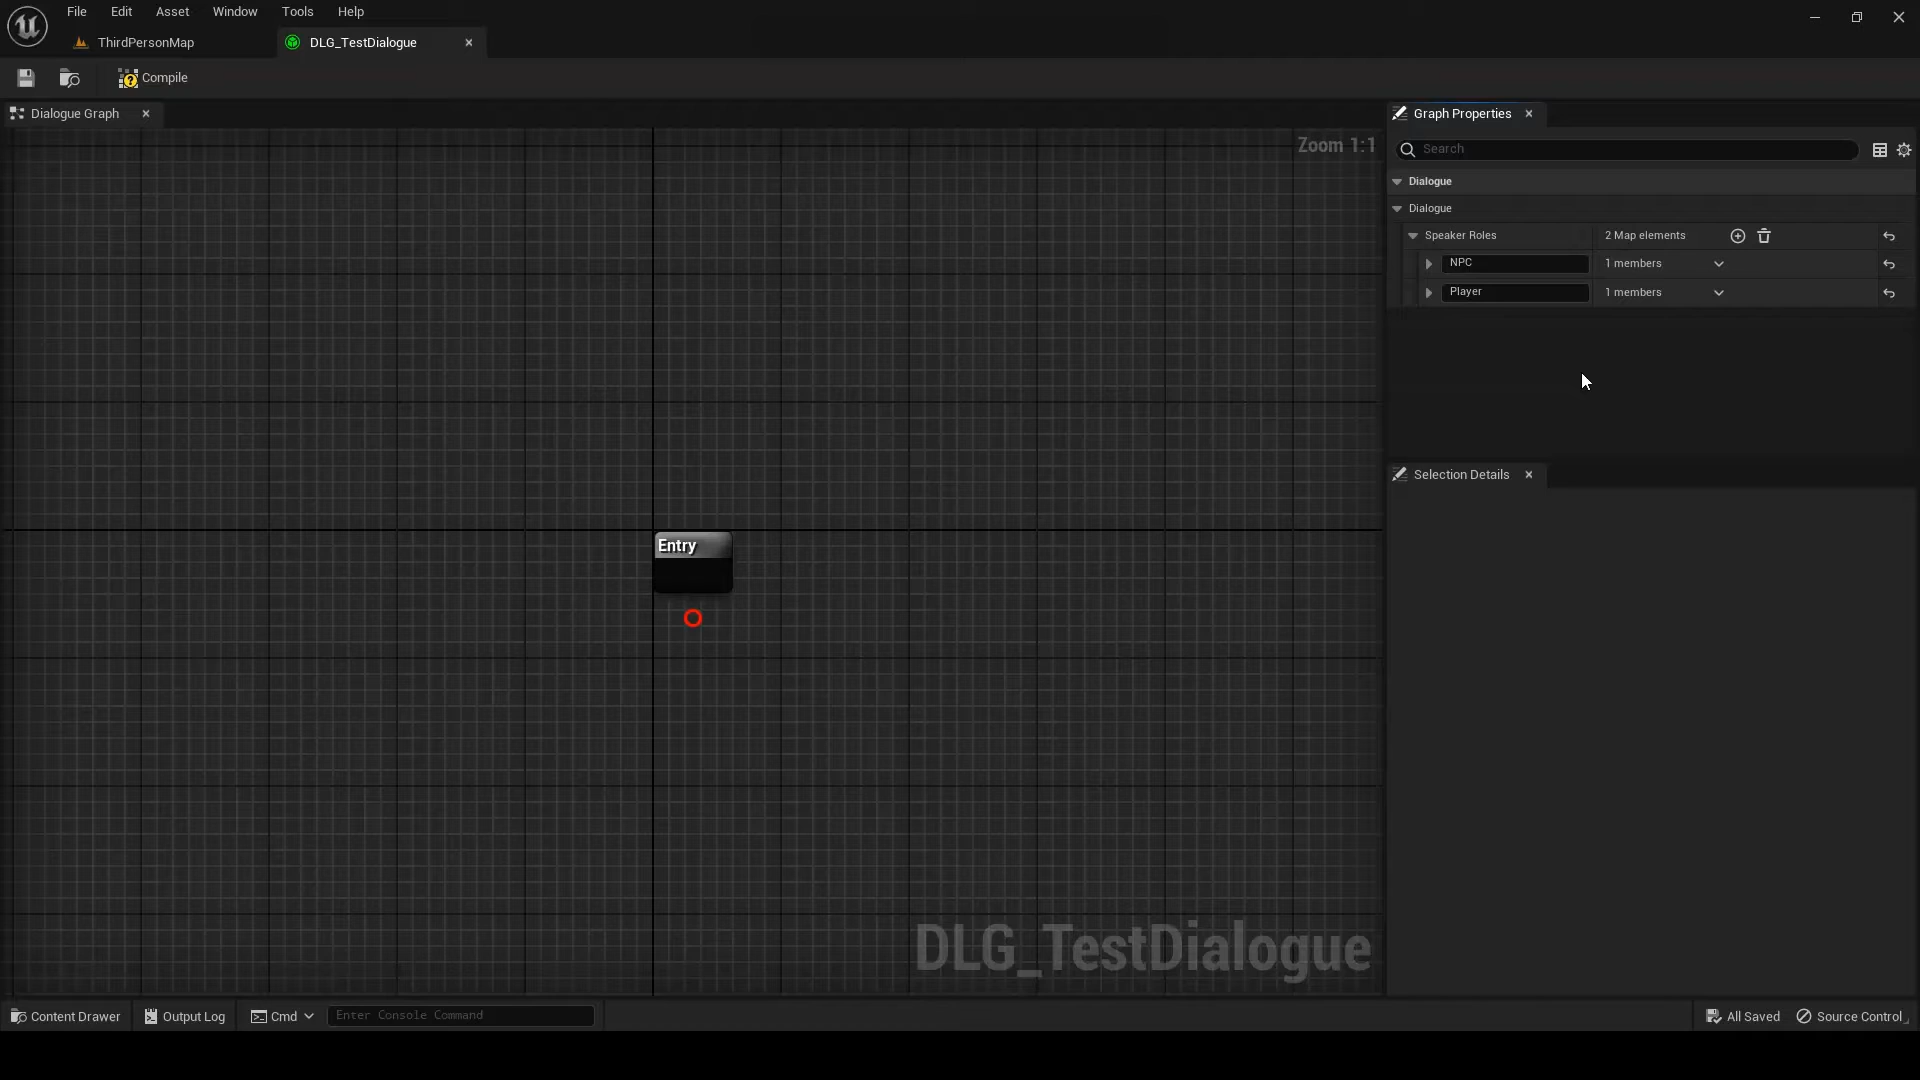 File Edit Asset Window Tools Help
ThirdPersonMap DLG_TestDialogue
Compile
Dialogue Graph Graph Properties
Zoom 1:1
Search
Dialogue
Dialogue
Speaker Roles 2 Map elements
NPC 1 members
Player 1 members
Selection Details
Entry
DLG_TestDialogue
Content Drawer Output Log Cmd Enter Console Command All Saved Source Control